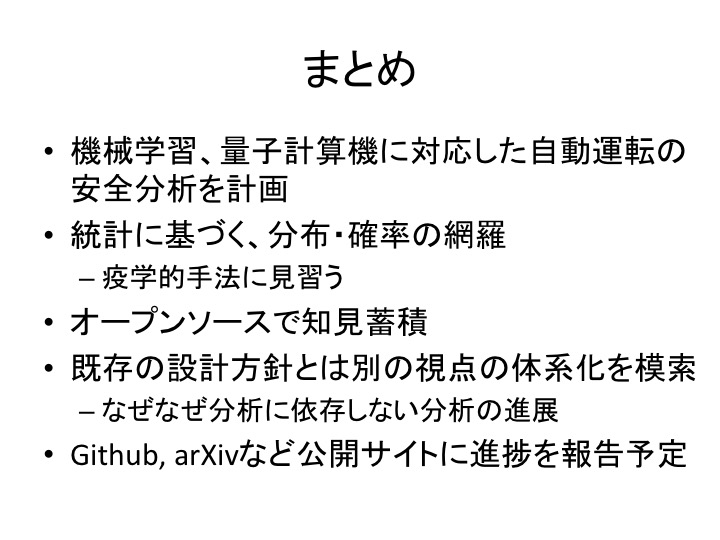 まとめ
• 機械学習、量子計算機に対応した自動運転の
安全分析を計画
• 統計に基づく、分布・確率の網羅
– 疫学的手法に見習う
• オープンソースで知見蓄積
• 既存の設計方針とは別の視点の体系化を模索
– なぜなぜ分析に依存しない分析の進展
• Github, arXivなど公開サイトに進捗を報告予定